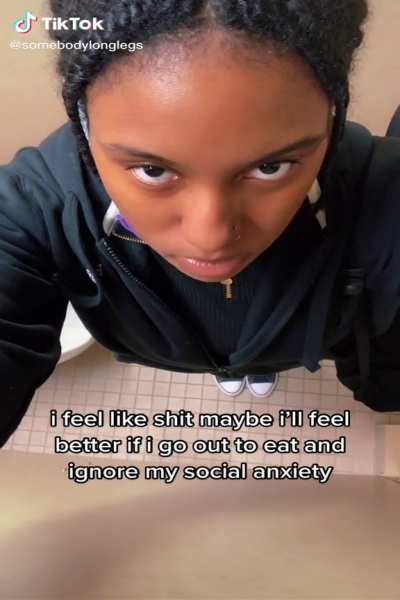 TikTok
@somebodylonglegs
i feel like shit maybe i'll feel
better if i go out to eat and
ignore my social anxiety